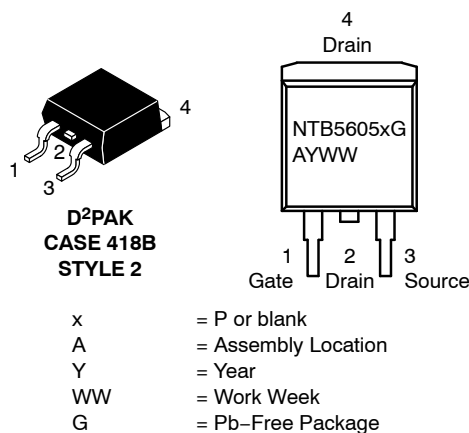 1
2
3
4
D²PAK
CASE 418B
STYLE 2
4
Drain
NTB5605xG
AYWW
1 2 3
Gate Drain Source
x = P or blank
A = Assembly Location
Y = Year
WW = Work Week
G = Pb−Free Package